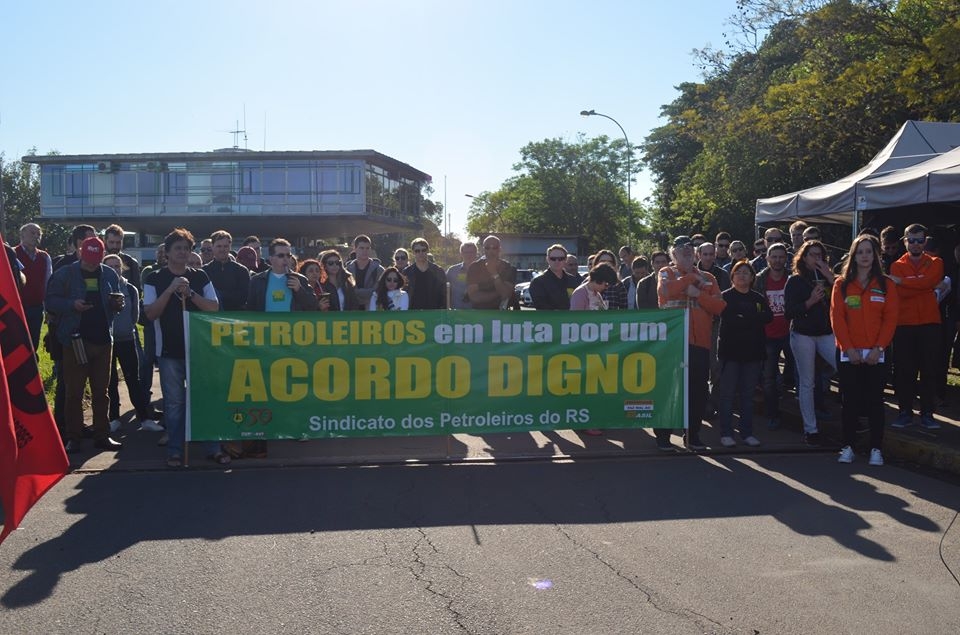 PETROLEIROS em luta por um
ACORDO DIGNO
Sindicato dos Petroleiros do RS